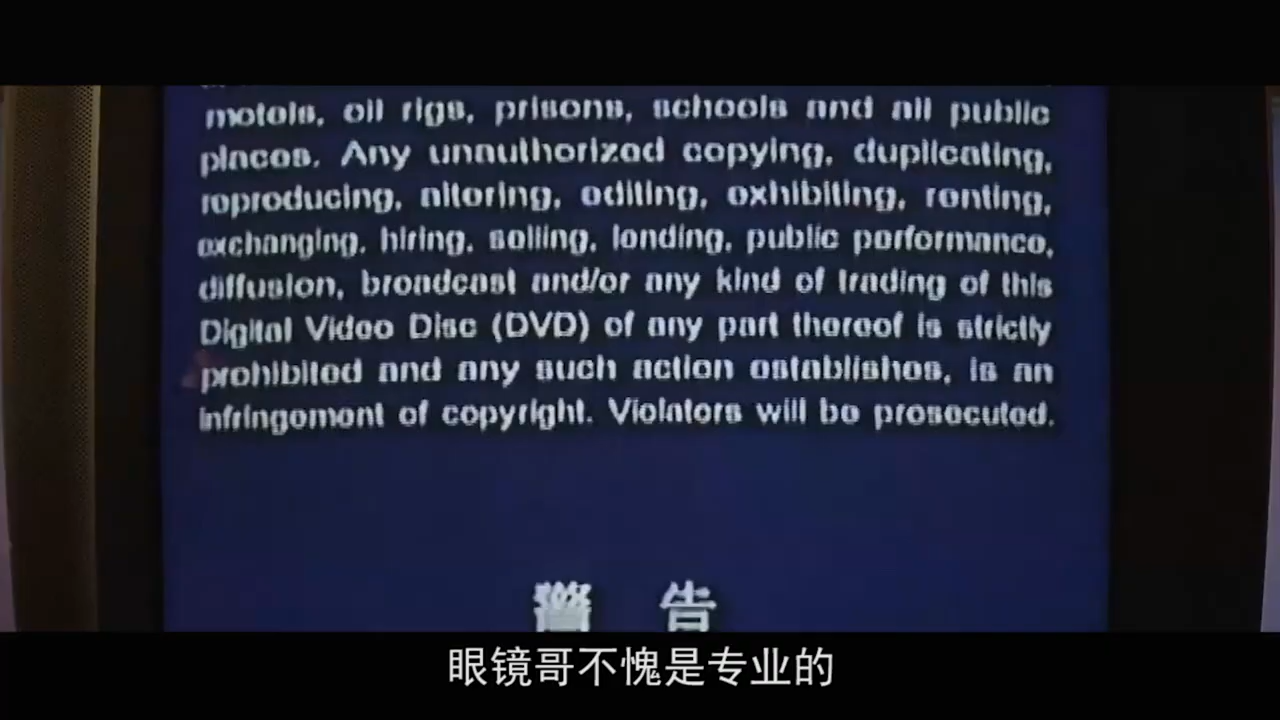 motels, oil rigs, prisons, schools and all public
places. Any unauthorized copying, duplicating,
reproducing, altering, editing, exhibiting, renting,
exchanging, hiring, selling, lending, public performance,
diffusion, broadcast and/or any kind of trading of this
Digital Video Disc (DVD) of any part thereof is strictly
prohibited and any such action establishes, is an
infringement of copyright. Violators will be prosecuted.
警 告
眼镜哥不愧是专业的